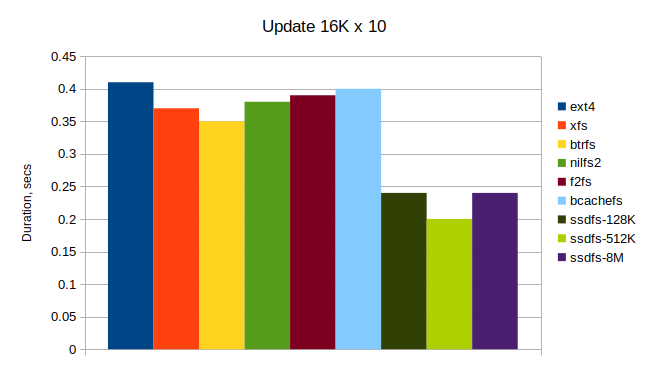 Update 16K x 10
Duration, secs
0.45
0.4
0.35
0.3
0.25
0.2
0.15
0.1
0.05
0
ext4
xfs
btrfs
nilfs2
f2fs
bcachefs
ssdfs-128K
ssdfs-512K
ssdfs-8M